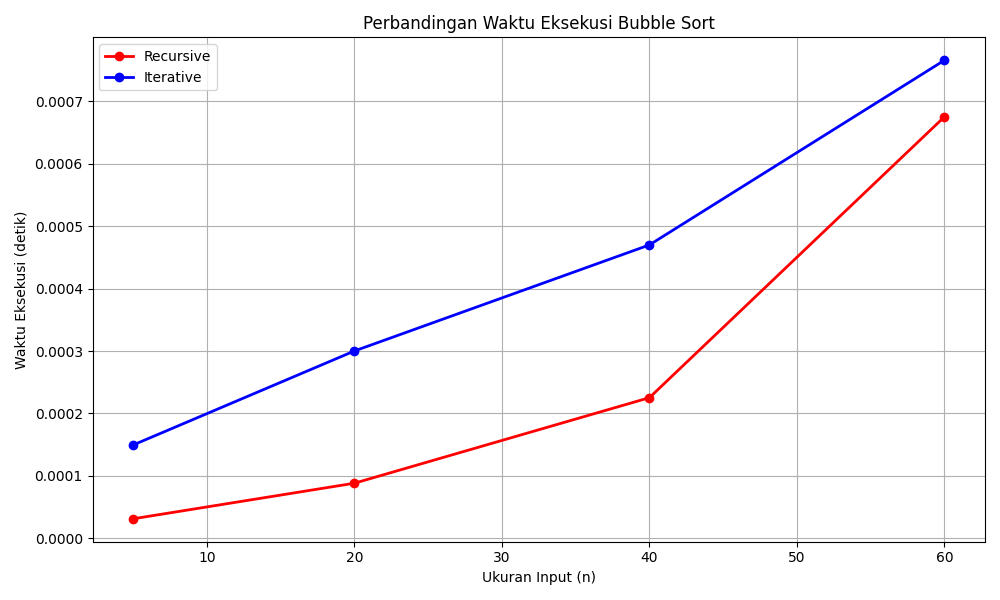 Perbandingan Waktu Eksekusi Bubble Sort
Recursive
Iterative
Waktu Eksekusi (detik)
0.0007
0.0006
0.0005
0.0004
0.0003
0.0002
0.0001
0.0000
10 20 30 40 50 60
Ukuran Input (n)